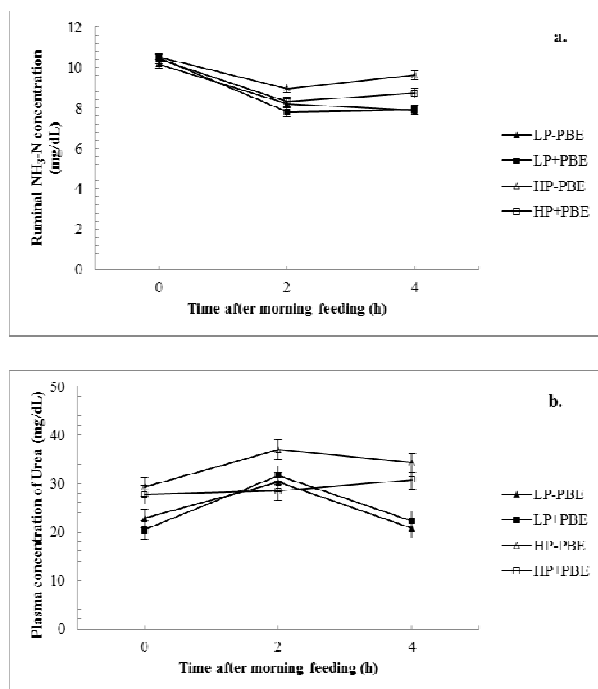 a.
12
10
8
6
4
2
0
Ruminal NH3-N concentration
(mg/dL)
0 2 4
Time after morning feeding (h)
LP-PBE
LP+PBE
HP-PBE
HP+PBE
b.
50
40
30
20
10
0
Plasma concentration of Urea (mg/dL)
0 2 4
Time after morning feeding (h)
LP-PBE
LP+PBE
HP-PBE
HP+PBE